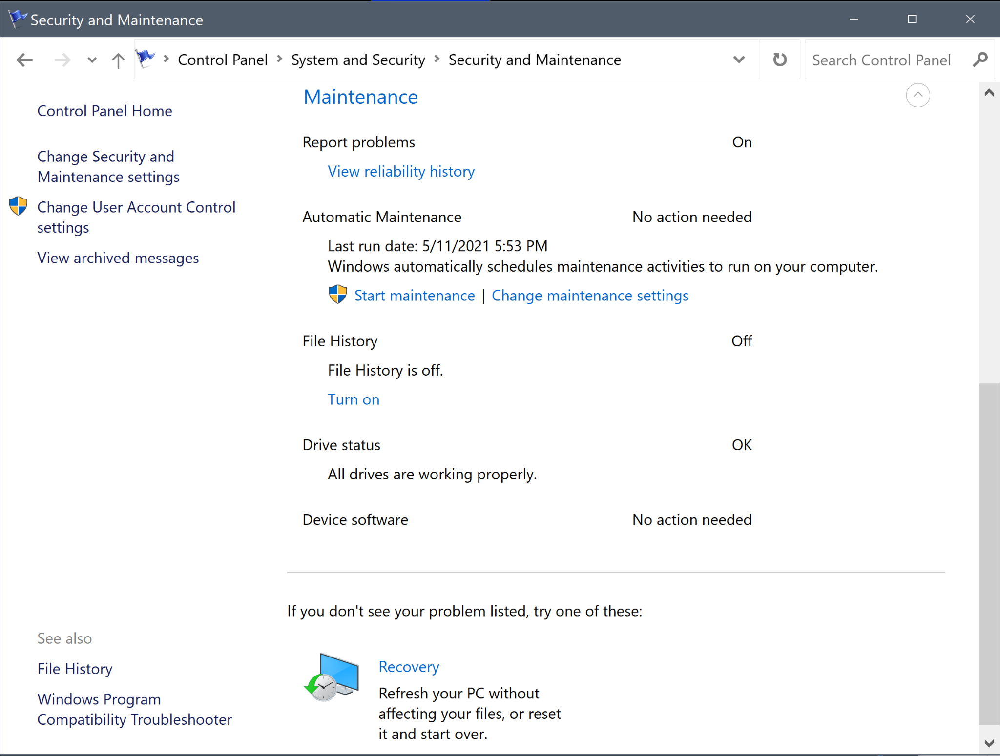 Security and Maintenance
Control Panel
System and Security
Security and Maintenance
Search Control Panel
Control Panel Home
Change Security and
Maintenance settings
Change User Account Control
settings
View archived messages
Maintenance
Report problems On
View reliability history
Automatic Maintenance No action needed
Last run date: 5/11/2021 5:53 PM
Windows automatically schedules maintenance activities to run on your computer.
Start maintenance | Change maintenance settings
File History Off
File History is off.
Turn on
Drive status OK
All drives are working properly.
Device software No action needed
If you don't see your problem listed, try one of these:
Recovery
Refresh your PC without
affecting your files, or reset
it and start over.
See also
File History
Windows Program
Compatibility Troubleshooter